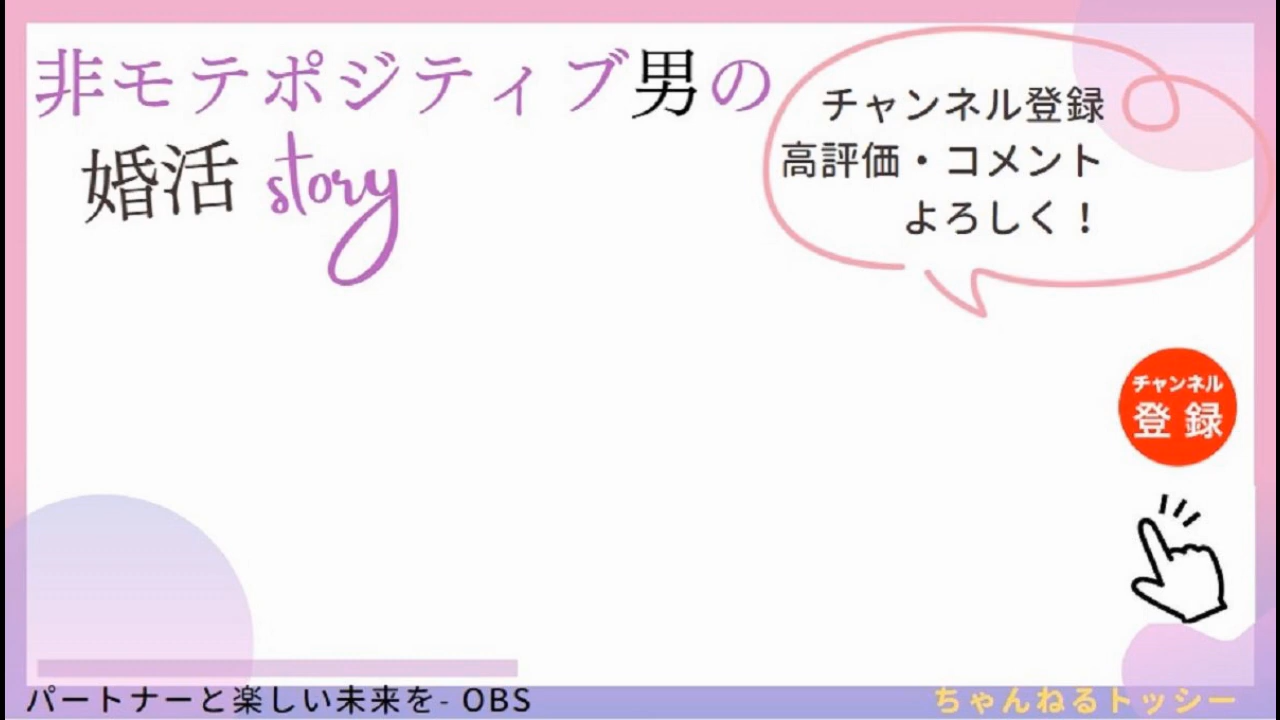 非モテポジティブ男の
婚活 story
チャンネル登録
高評価・コメント
よろしく！
チャンネル
登録
パートナーと楽しい未来を- OBS
ちゃんねるトッシー